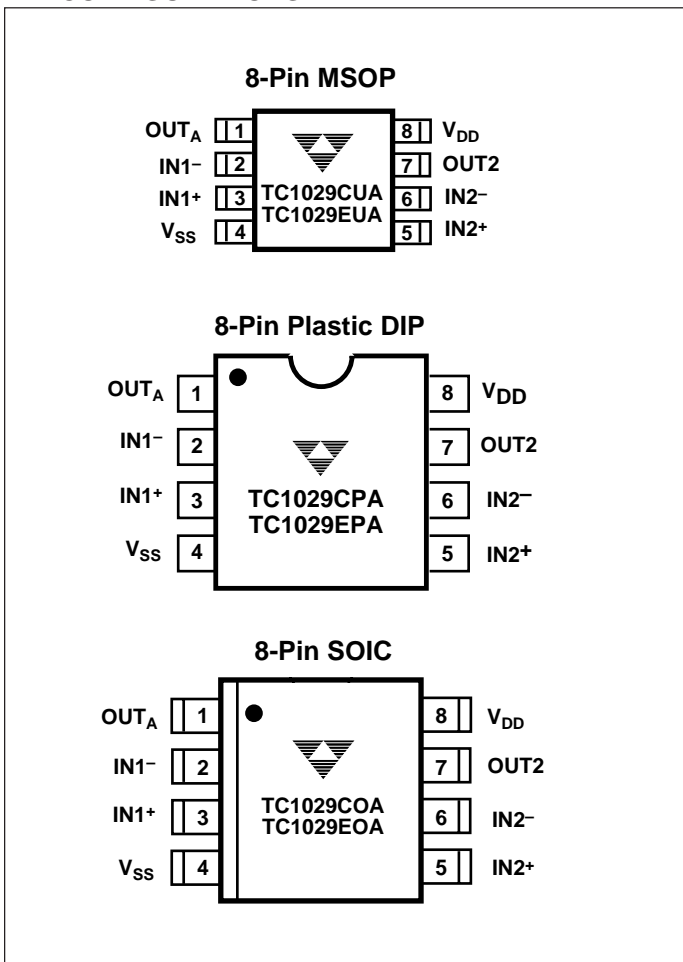 8-Pin MSOP
OUTA 1 8 VDD
IN1– 2 7 OUT2
IN1+ 3 TC1029CUA 6 IN2–
TC1029EUA
VSS 4 5 IN2+
8-Pin Plastic DIP
OUTA 1 8 VDD
IN1– 2 7 OUT2
IN1+ 3 TC1029CPA 6 IN2–
TC1029EPA
VSS 4 5 IN2+
8-Pin SOIC
OUTA 1 8 VDD
IN1– 2 7 OUT2
IN1+ 3 TC1029COA 6 IN2–
TC1029EOA
VSS 4 5 IN2+